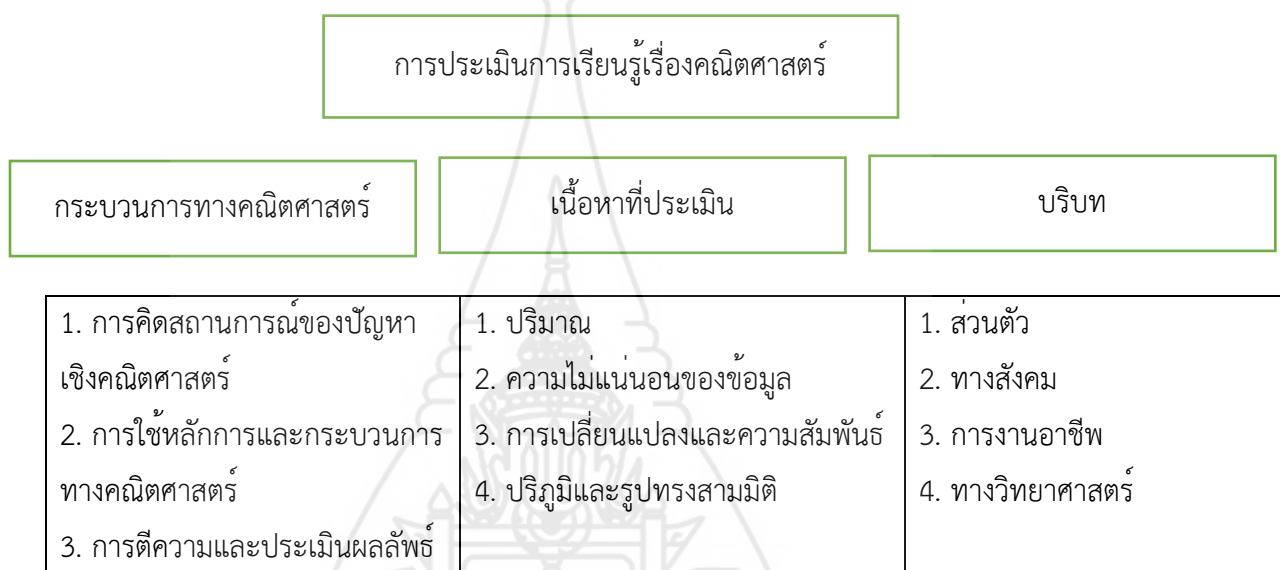 การประเมินการเรียนรู้เรื่องคณิตศาสตร์
กระบวนการทางคณิตศาสตร์
เนื้อหาที่ประเมิน
บริบท
1. การคิดสถานการณ์ของปัญหา
เชิงคณิตศาสตร์
2. การใช้หลักการและกระบวนการ
ทางคณิตศาสตร์
3. การตีความและประเมินผลลัพธ์
1. ปริมาณ
2. ความไม่แน่นอนของข้อมูล
3. การเปลี่ยนแปลงและความสัมพันธ์
4. ปริภูมิและรูปทรงสามมิติ
1. ส่วนตัว
2. ทางสังคม
3. การงานอาชีพ
4. ทางวิทยาศาสตร์